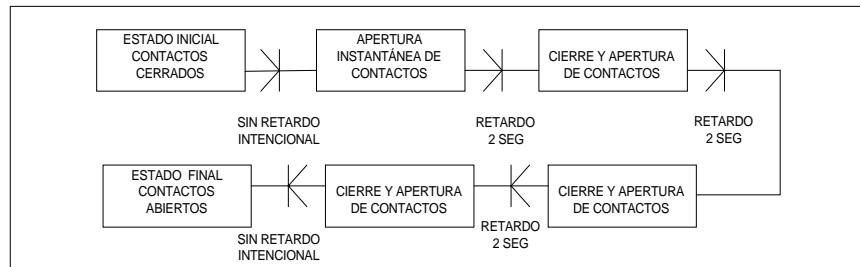 ESTADO INICIAL
CONTACTOS
CERRADOS
APERTURA
INSTANTÁNEA DE
CONTACTOS
CIERRE Y APERTURA
DE CONTACTOS
SIN RETARDO
INTENCIONAL
RETARDO
2 SEG
RETARDO
2 SEG
ESTADO FINAL
CONTACTOS
ABIERTOS
CIERRE Y APERTURA
DE CONTACTOS
CIERRE Y APERTURA
DE CONTACTOS
SIN RETARDO
INTENCIONAL
RETARDO
2 SEG